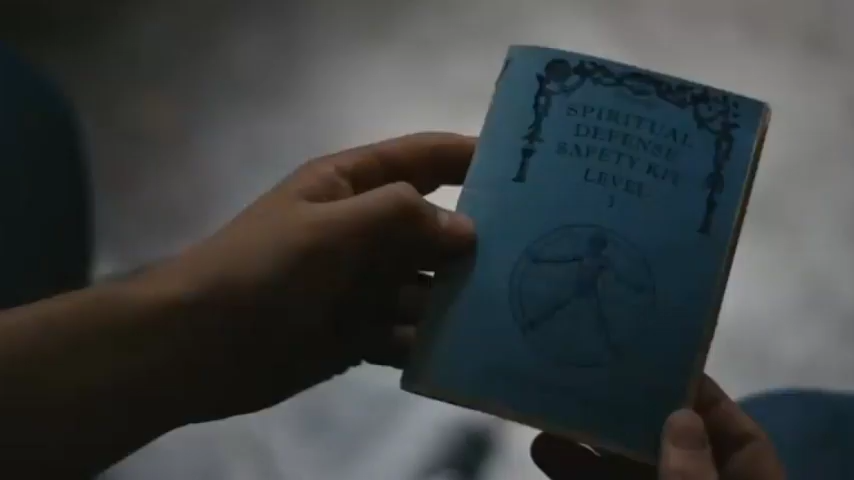 SPIRITUAL
DEFENSE
SAFETY KIT
LEVEL
1